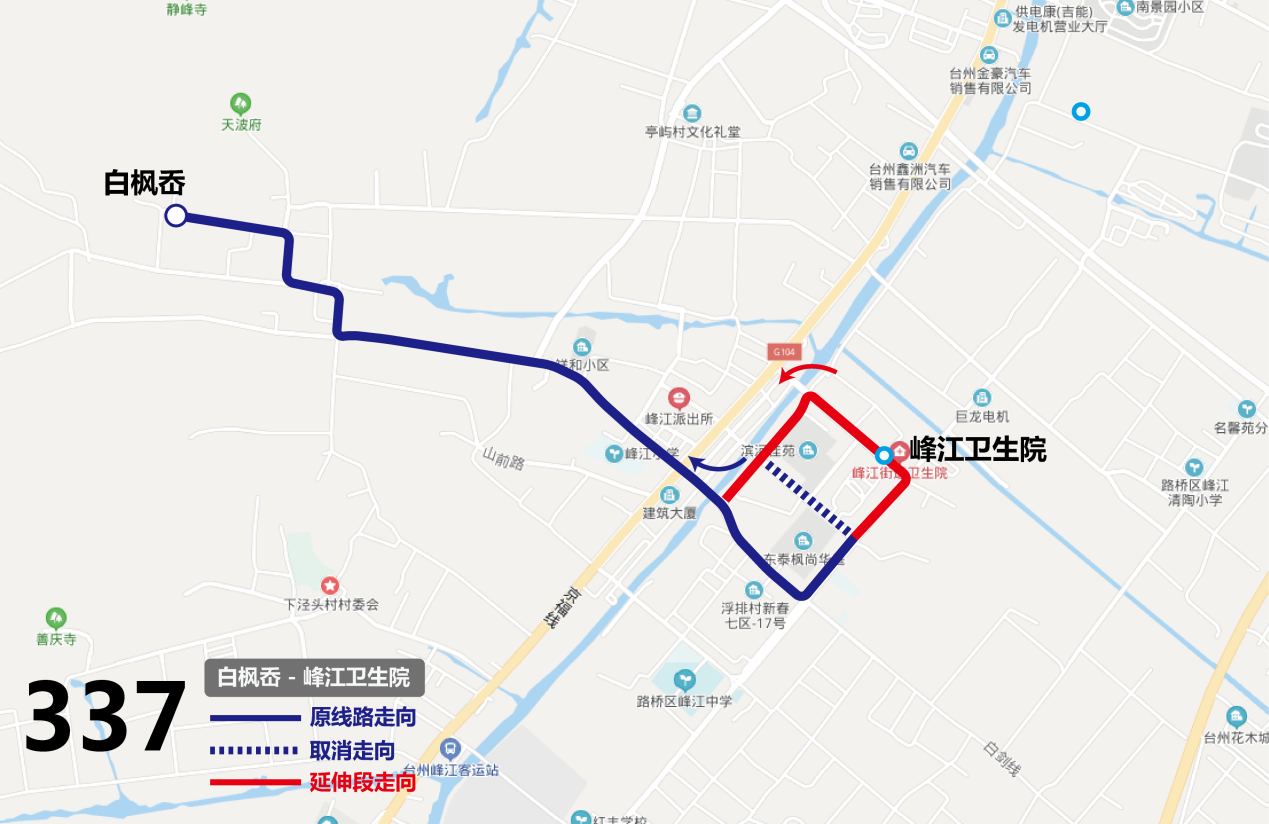 静峰寺
供电康(吉能)
发电机营业大厅
南景园小区
台州金豪汽车
销售有限公司
天波府
亭屿村文化礼堂
台州鑫洲汽车
销售有限公司
白枫岙
G104
祥和小区
峰江派出所
巨龙电机
名馨苑分
峰江小学
滨河佳苑
峰江卫生院
峰江街道卫生院
山前路
路桥区峰江
清陶小学
建筑大厦
东泰枫尚华庭
下泾头村村委会
京福线
浮排村新春
七区-17号
善庆寺
337
白枫岙 - 峰江卫生院
原线路走向
取消走向
延伸段走向
路桥区峰江中学
台州峰江客运站
白剑线
台州花木城
红丰学校